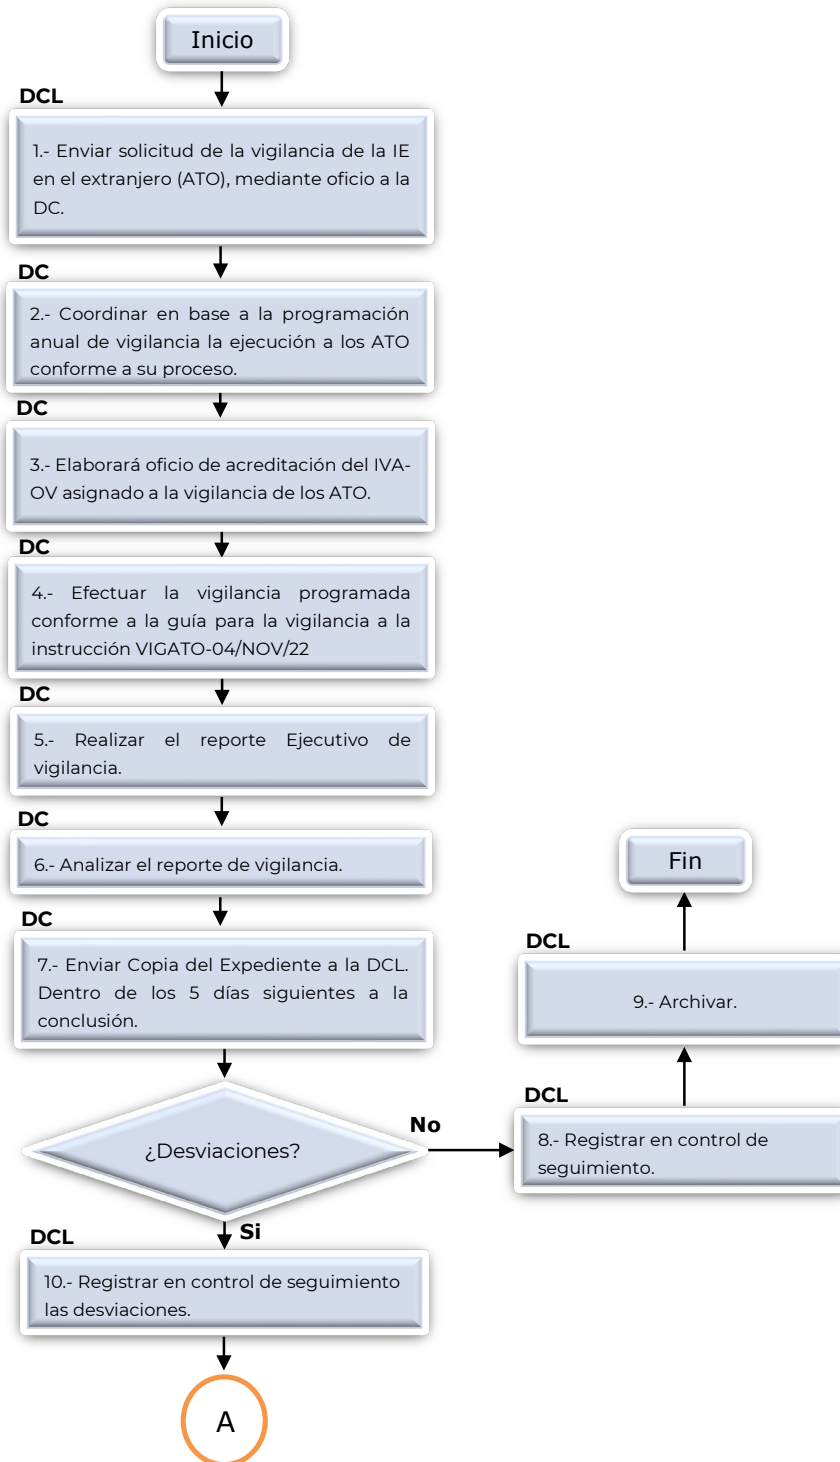 Inicio
DCL
1.- Enviar solicitud de la vigilancia de la IE
en el extranjero (ATO), mediante oficio a la
DC.
DC
2.- Coordinar en base a la programación
anual de vigilancia la ejecución a los ATO
conforme a su proceso.
DC
3.- Elaborará oficio de acreditación del IVA-
OV asignado a la vigilancia de los ATO.
DC
4.- Efectuar la vigilancia programada
conforme a la guía para la vigilancia a la
instrucción VIGATO-04/NOV/22
DC
5.- Realizar el reporte Ejecutivo de
vigilancia.
DC
6.- Analizar el reporte de vigilancia.
DC
7.- Enviar Copia del Expediente a la DCL.
Dentro de los 5 días siguientes a la
conclusión.
¿Desviaciones?
No
DCL
8.- Registrar en control de
seguimiento.
DCL
9.- Archivar.
Fin
Si
DCL
10.- Registrar en control de seguimiento
las desviaciones.
A